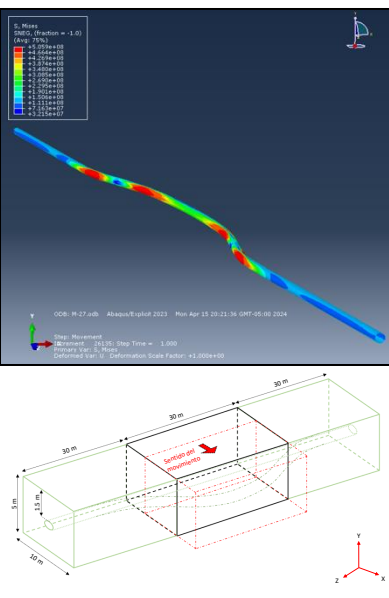 S, Mises
SNEG, (fraction = -1.0)
(Avg: 75%)
+5.059e+08
+4.664e+08
+4.269e+08
+3.874e+08
+3.480e+08
+3.085e+08
+2.690e+08
+2.295e+08
+1.901e+08
+1.506e+08
+1.111e+08
+7.163e+07
+3.215e+07
ODB: M-27.odb Abaqus/Explicit 2023 Mon Apr 15 20:21:36 GMT-05:00 2024
Y
Step: Movement
Increment 26135: Step Time = 1.000
Primary Var: S, Mises
Deformed Var: U Deformation Scale Factor: +1.000e+00
30 m
30 m
30 m
Sentido del
movimiento
5 m
1.5 m
10 m
Y
Z
X